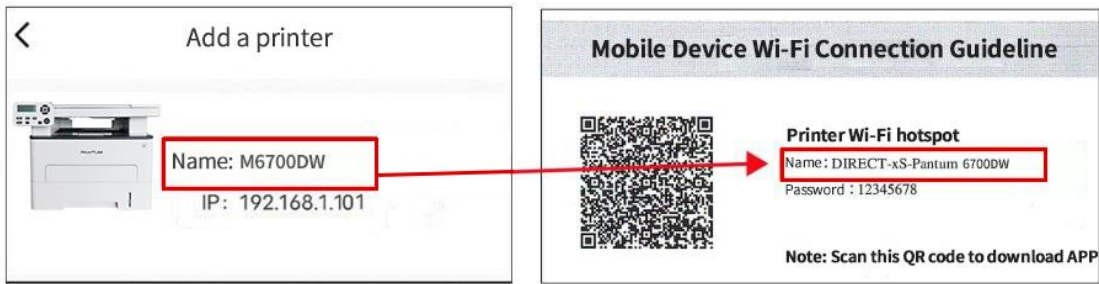 Add a printer
PANTUM
Name: M6700DW
IP: 192.168.1.101
Mobile Device Wi-Fi Connection Guideline
Printer Wi-Fi hotspot
Name: DIRECT-xS-Pantum 6700DW
Password：12345678
Note: Scan this QR code to download APP